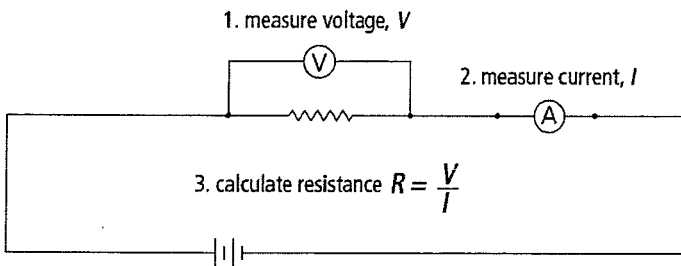 1. measure voltage, V
V
2. measure current, I
A
3. calculate resistance R = V/I